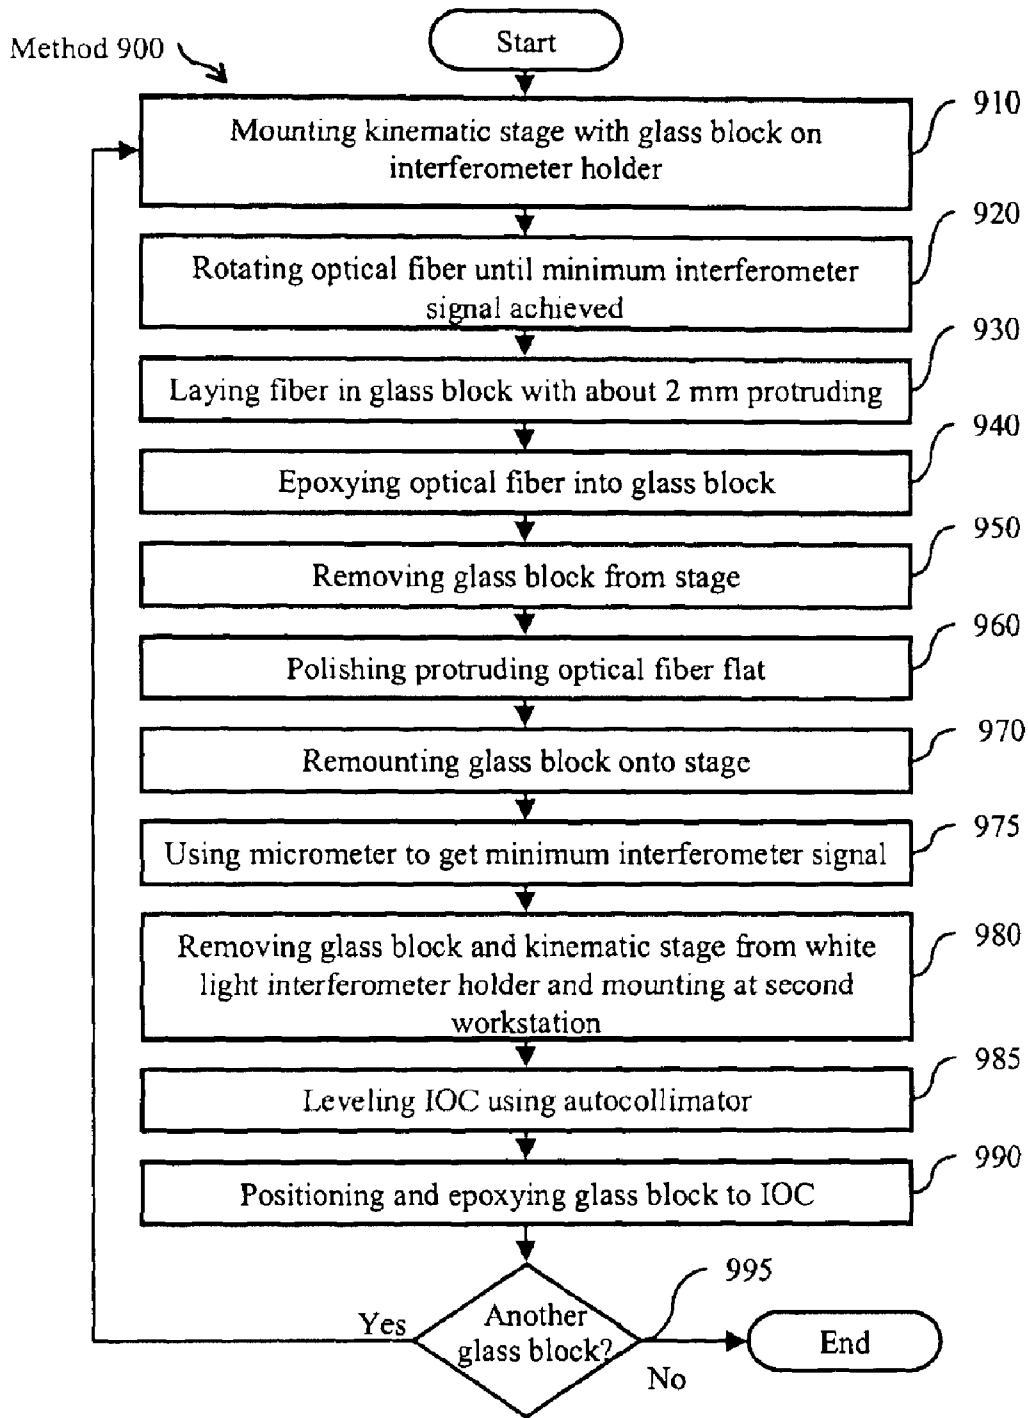 Start
Method 900
910
Mounting kinematic stage with glass block on
interferometer holder
920
Rotating optical fiber until minimum interferometer
signal achieved
930
Laying fiber in glass block with about 2 mm protruding
940
Epoxying optical fiber into glass block
950
Removing glass block from stage
960
Polishing protruding optical fiber flat
970
Remounting glass block onto stage
975
Using micrometer to get minimum interferometer signal
980
Removing glass block and kinematic stage from white
light interferometer holder and mounting at second
workstation
985
Leveling IOC using autocollimator
990
Positioning and epoxying glass block to IOC
995
Another
glass block?
Yes
No
End